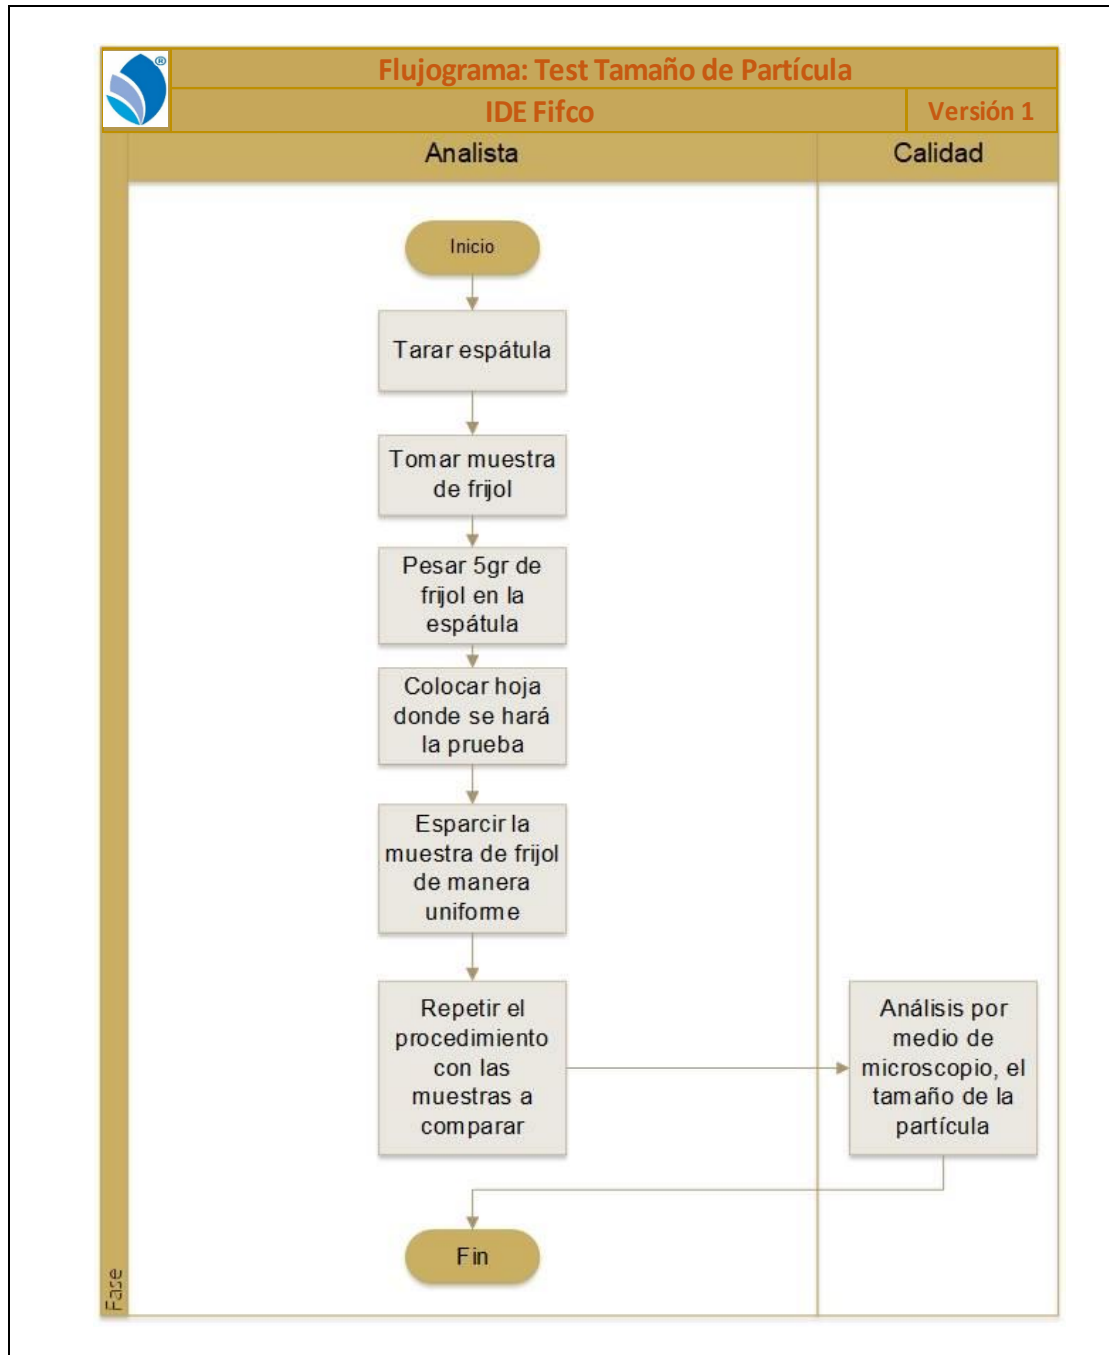 ®
Flujograma: Test Tamaño de Partícula
IDE Fifco
Versión 1
Analista
Calidad
Inicio
Tarar espátula
Tomar muestra
de frijol
Pesar 5gr de
frijol en la
espátula
Colocar hoja
donde se hará
la prueba
Esparcir la
muestra de frijol
de manera
uniforme
Repetir el
procedimiento
con las
muestras a
comparar
Análisis por
medio de
microscopio, el
tamaño de la
partícula
Fin
Fase